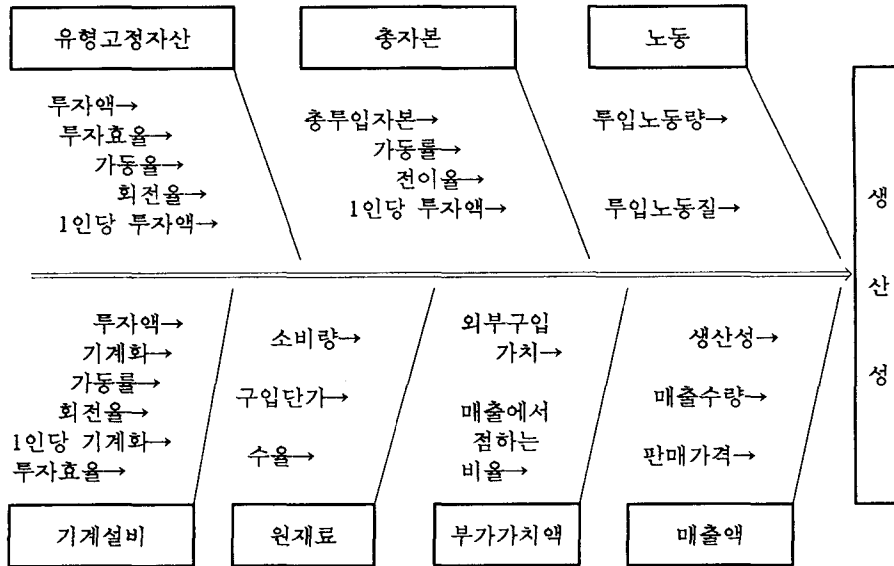 유형고정자산
총자본
노동
투자액→
투자효율→
가동율→
회전율→
1인당 투자액→
총투입자본→
가동률→
전이율→
1인당 투자액→
투입노동량→
투입노동질→
생
산
성
투자액→
기계화→
가동률→
회전율→
1인당 기계화→
투자효율→
소비량→
구입단가→
수율→
외부구입
가치→
매출에서
점하는
비율→
생산성→
매출수량→
판매가격→
기계설비
원재료
부가가치액
매출액